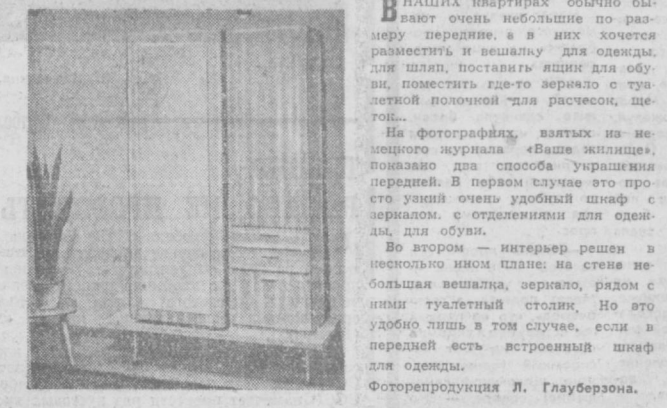 В НАШИХ квартирах обычно бы-
вают очень небольшие по раз-
меру передние, а в них хочется
разместить и вешалку для одежды,
для шляп, поставить ящик для обу-
ви, поместить где-то зеркало с туа-
летной полочкой для расчесок, ще-
ток...
На фотографиях, взятых из не-
мецкого журнала «Ваше жилище»,
показано два способа украшения
передней. В первом случае это про-
сто узкий очень удобный шкаф с
зеркалом, с отделениями для одеж-
ды, для обуви.
Во втором — интерьер решен в
несколько ином плане: на стене не-
большая вешалка, зеркало, рядом с
ними туалетный столик. Но это
удобно лишь в том случае, если в
передней есть встроенный шкаф
для одежды.
Фоторепродукция Л. Глауберзона.